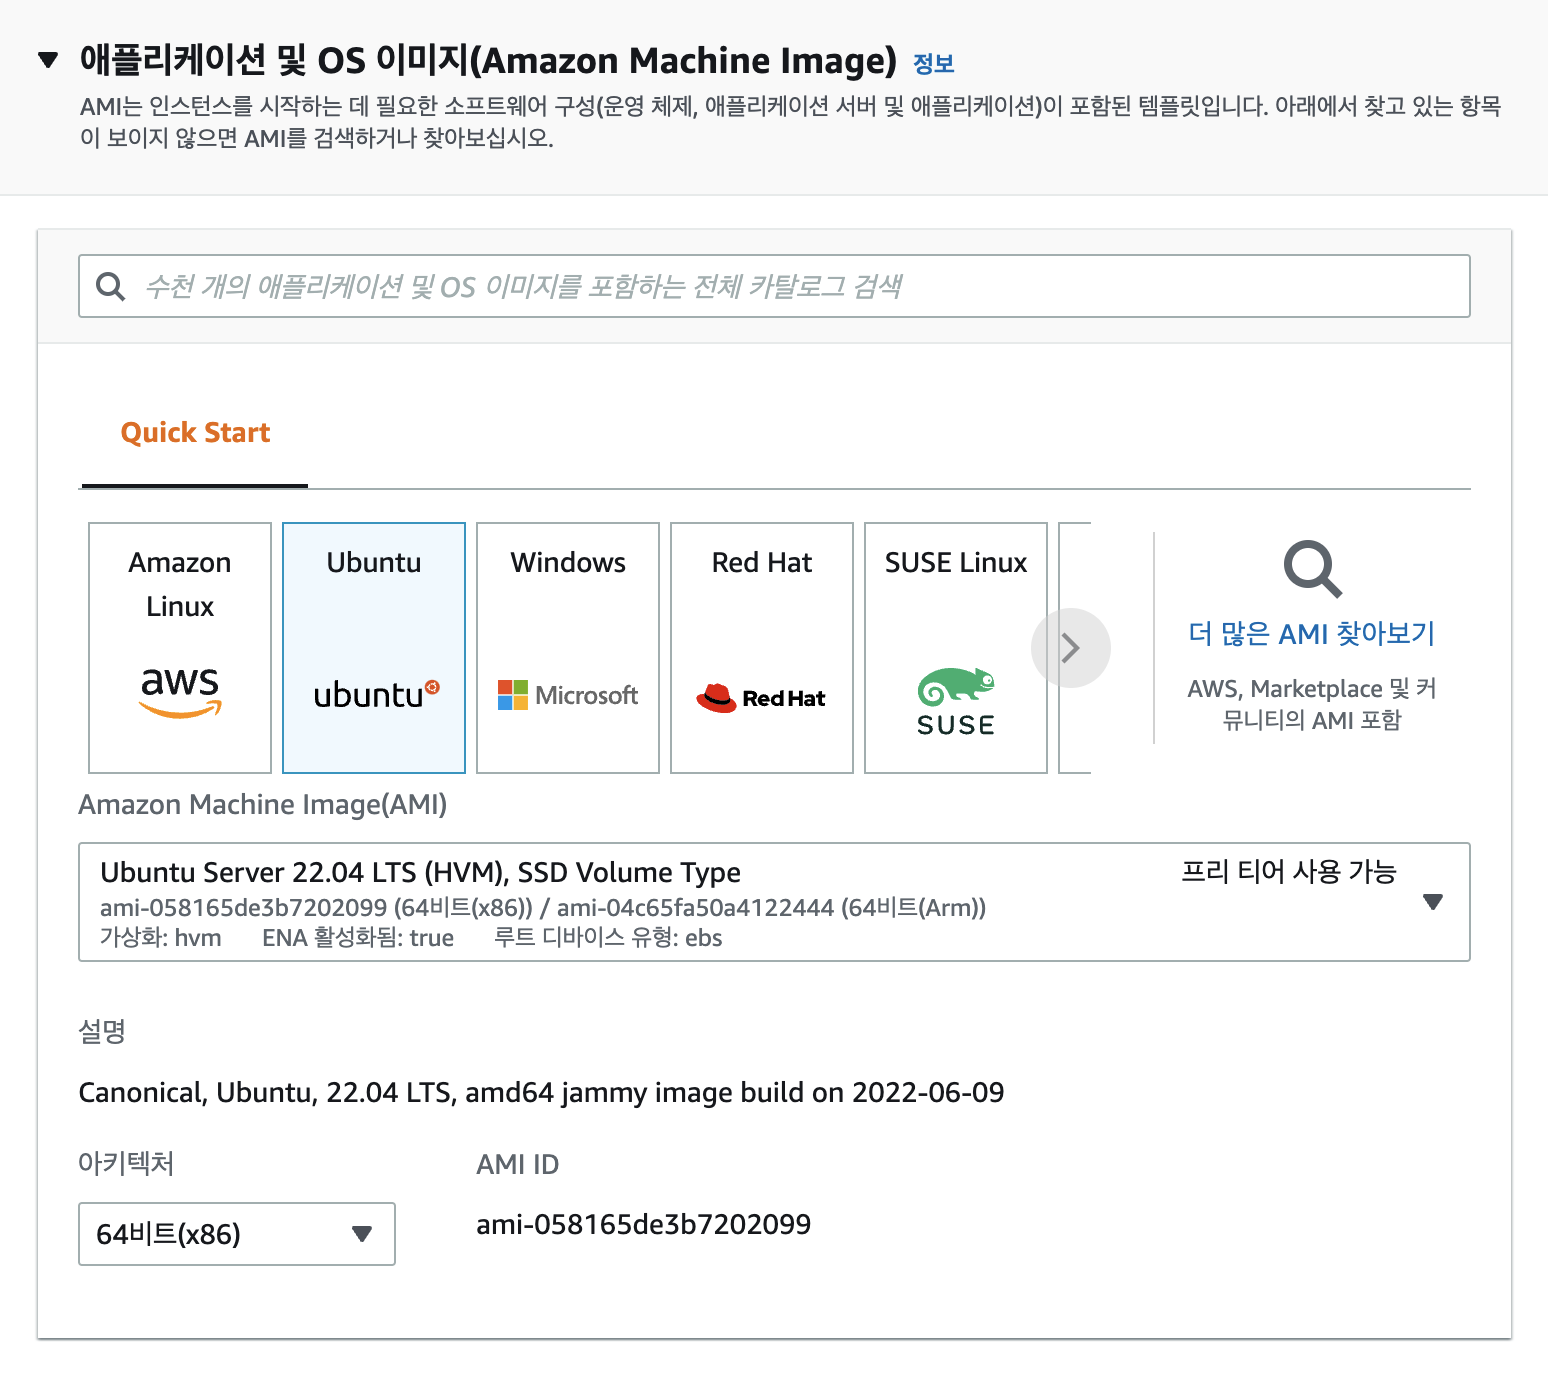 애플리케이션 및 OS 이미지(Amazon Machine Image) 정보
AMI는 인스턴스를 시작하는 데 필요한 소프트웨어 구성(운영 체제, 애플리케이션 서버 및 애플리케이션)이 포함된 템플릿입니다. 아래에서 찾고 있는 항목
이 보이지 않으면 AMI를 검색하거나 찾아보십시오.
수천 개의 애플리케이션 및 OS 이미지를 포함하는 전체 카탈로그 검색
Quick Start
Amazon
Linux
aws
Ubuntu
ubuntu
Windows
Microsoft
Red Hat
Red Hat
SUSE Linux
SUSE
더 많은 AMI 찾아보기
AWS, Marketplace 및 커
뮤니티의 AMI 포함
Amazon Machine Image(AMI)
Ubuntu Server 22.04 LTS (HVM), SSD Volume Type 프리 티어 사용 가능
ami-058165de3b7202099 (64비트(x86)) / ami-04c65fa50a4122444 (64비트(Arm))
가상화: hvm ENA 활성화됨: true 루트 디바이스 유형: ebs
설명
Canonical, Ubuntu, 22.04 LTS, amd64 jammy image build on 2022-06-09
아키텍처 AMI ID
64비트(x86) ami-058165de3b7202099